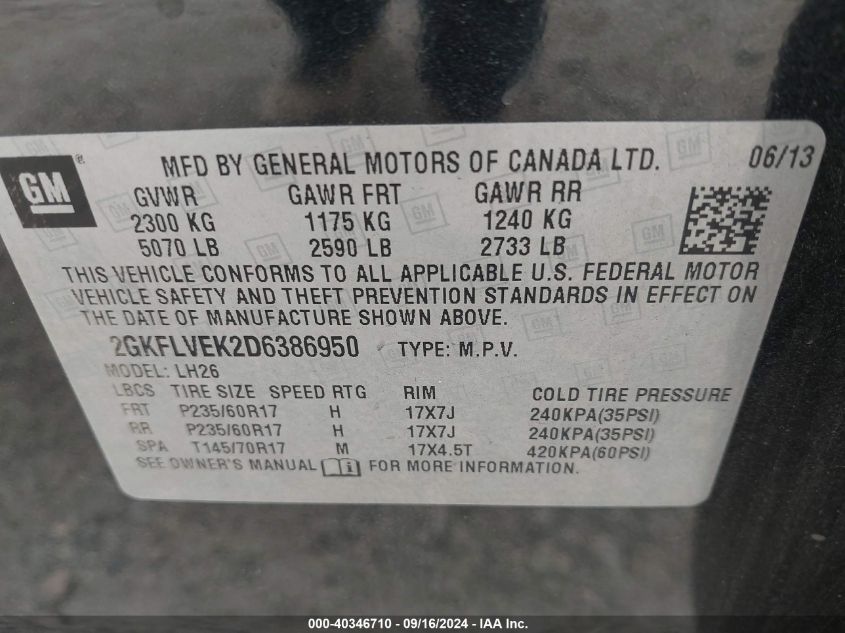 GM ® MFD BY GENERAL MOTORS OF CANADA LTD. 06/13
GVWR GAWR FRT GAWR RR
2300 KG 1175 KG 1240 KG
5070 LB 2590 LB 2733 LB
THIS VEHICLE CONFORMS TO ALL APPLICABLE U.S. FEDERAL MOTOR
VEHICLE SAFETY AND THEFT PREVENTION STANDARDS IN EFFECT ON
THE DATE OF MANUFACTURE SHOWN ABOVE.
2GKFLVEK2D6386950 TYPE: M.P.V.
MODEL: LH26
LBCS TIRE SIZE SPEED RTG RIM COLD TIRE PRESSURE
FRT P235/60R17 H 17X7J 240KPA(35PSI)
RR P235/60R17 H 17X7J 240KPA(35PSI)
SPA T145/70R17 M 17X4.5T 420KPA(60PSI)
SEE OWNER'S MANUAL FOR MORE INFORMATION.
000-40346710 - 09/16/2024 - IAA Inc.